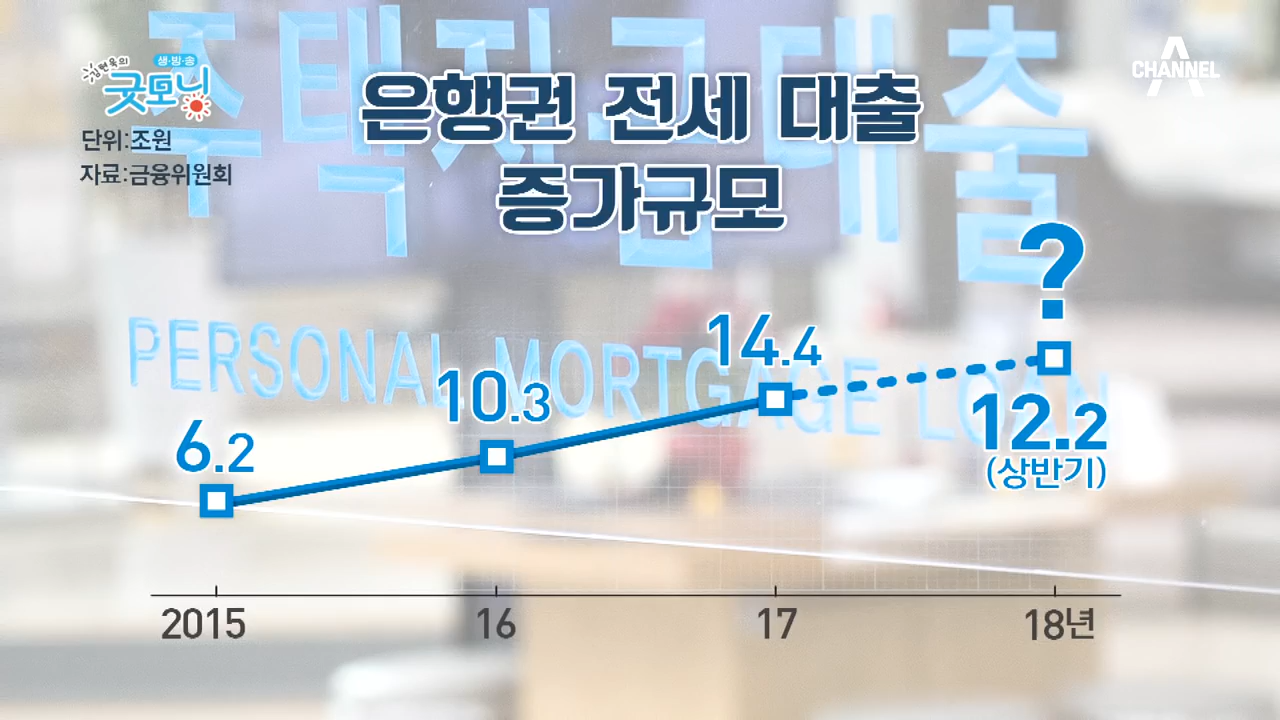 주택자금대출
김현욱의
생·방·송
굿모닝
CHANNEL A
단위:조원
자료:금융위원회
은행권 전세 대출
증가규모
PERSONAL MORTGAGE LOAN
?
6.2
10.3
14.4
12.2
(상반기)
2015
16
17
18년